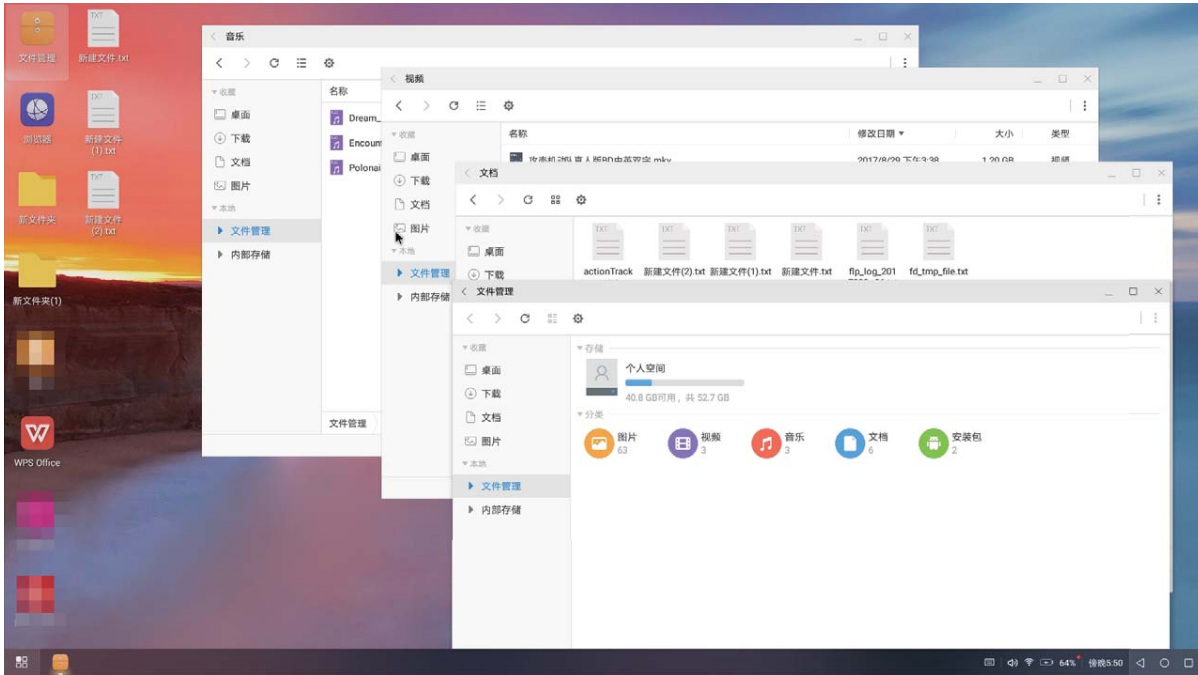 TXT
文件管理
新建文件.txt
TXT
浏览器
新建文件
(1).txt
TXT
新文件夹
新建文件
(2).txt
新文件夹(1)
WPS Office
音乐
收藏
桌面
下载
文档
图片
本地
文件管理
内部存储
名称
Dream_
Encoun
Polonai
文件管理
视频
收藏
桌面
下载
文档
图片
本地
文件管理
内部存储
名称
修改日期
大小
类型
2017/8/29 下午3:38
1.20 GB
视频
文档
收藏
桌面
下载
TXT
TXT
TXT
TXT
TXT
TXT
actionTrack
新建文件(2).txt
新建文件(1).txt
新建文件.txt
flp_log_201
fd_tmp_file.txt
文件管理
收藏
桌面
下载
文档
图片
本地
文件管理
内部存储
存储
个人空间
40.8 GB可用，共 52.7 GB
分类
图片
63
视频
3
音乐
3
文档
6
安装包
2
64%
傍晚5:50